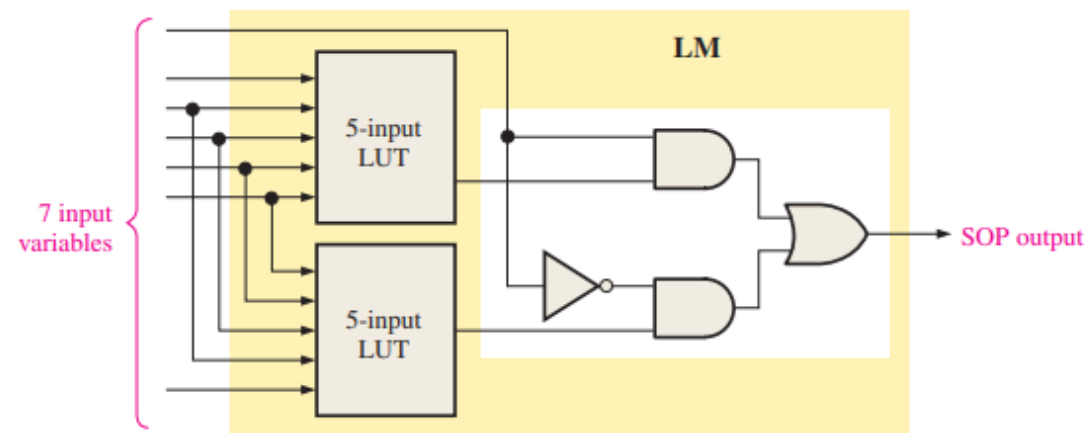 LM
5-input
LUT
7 input
variables
SOP output
5-input
LUT